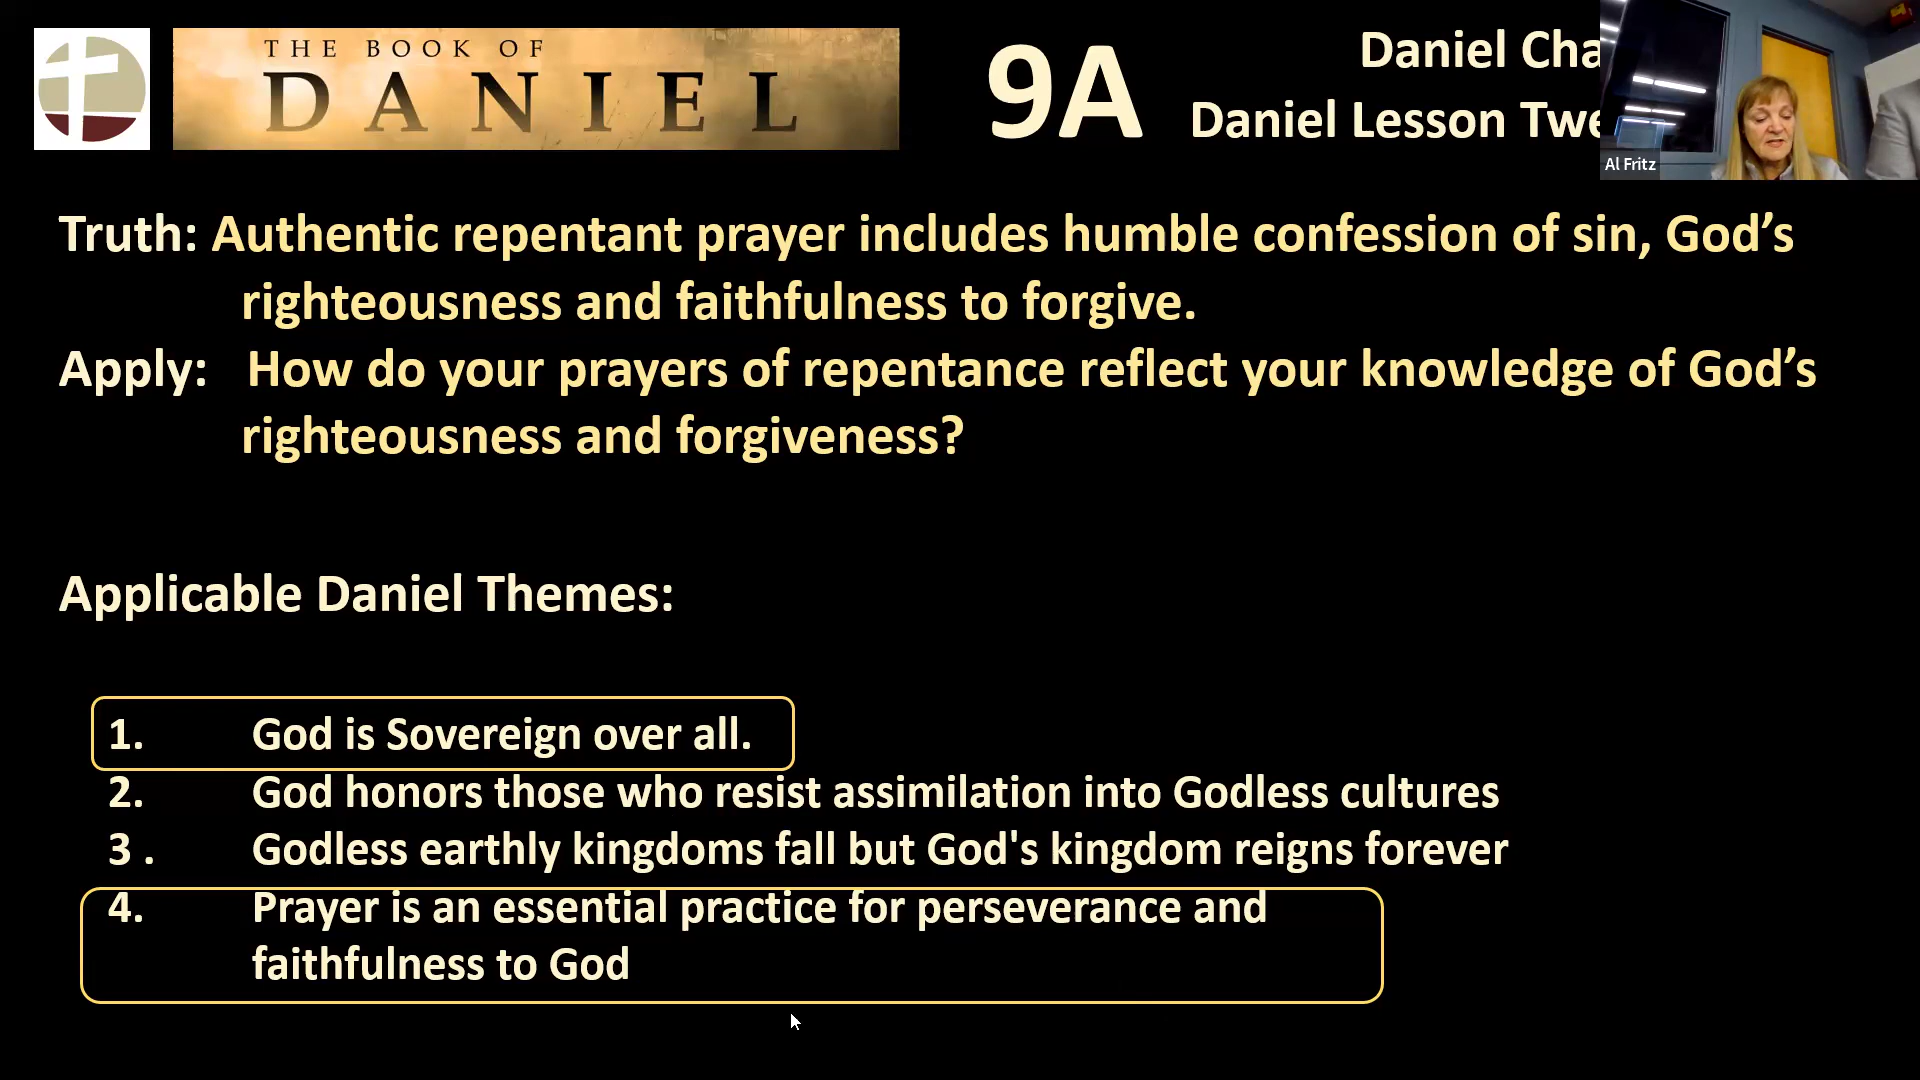 THE BOOK OF
DANIEL
9A
Daniel
Daniel Lesson
Al Fritz
Truth: Authentic repentant prayer includes humble confession of sin, God’s
righteousness and faithfulness to forgive.
Apply: How do your prayers of repentance reflect your knowledge of God’s
righteousness and forgiveness?
Applicable Daniel Themes:
1. God is Sovereign over all.
2. God honors those who resist assimilation into Godless cultures
3 . Godless earthly kingdoms fall but God's kingdom reigns forever
4. Prayer is an essential practice for perseverance and
faithfulness to God